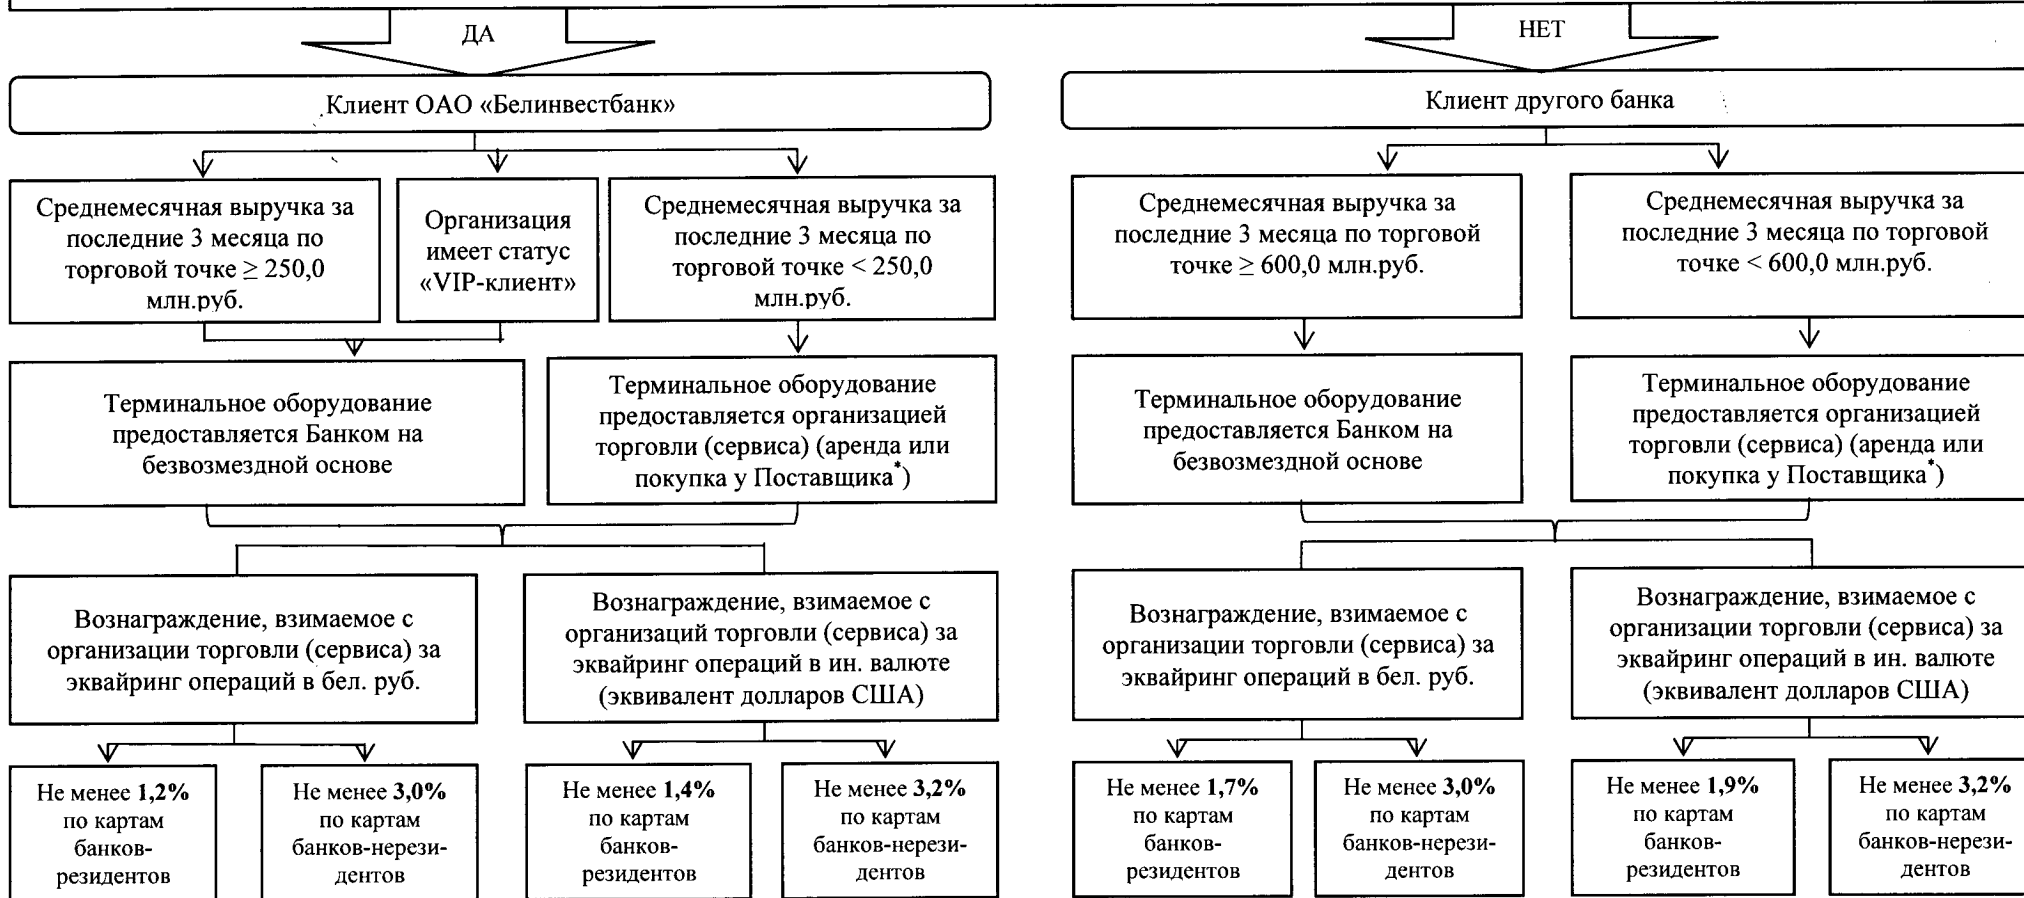 ДА
НЕТ
Клиент ОАО «Белинвестбанк»
Клиент другого банка
Среднемесячная выручка за
последние 3 месяца по
торговой точке ≥ 250,0
млн.руб.
Организация
имеет статус
«VIP-клиент»
Среднемесячная выручка за
последние 3 месяца по
торговой точке < 250,0
млн.руб.
Среднемесячная выручка за
последние 3 месяца по торговой
точке ≥ 600,0 млн.руб.
Среднемесячная выручка за
последние 3 месяца по торговой
точке < 600,0 млн.руб.
Терминальное оборудование
предоставляется Банком на
безвозмездной основе
Терминальное оборудование
предоставляется организацией
торговли (сервиса) (аренда или
покупка у Поставщика*)
Терминальное оборудование
предоставляется Банком на
безвозмездной основе
Терминальное оборудование
предоставляется организацией
торговли (сервиса) (аренда или
покупка у Поставщика*)
Вознаграждение, взимаемое с
организации торговли (сервиса) за
эквайринг операций в бел. руб.
Вознаграждение, взимаемое с
организаций торговли (сервиса) за
эквайринг операций в ин. валюте
(эквивалент долларов США)
Вознаграждение, взимаемое с
организации торговли (сервиса) за
эквайринг операций в бел. руб.
Вознаграждение, взимаемое с
организаций торговли (сервиса) за
эквайринг операций в ин. валюте
(эквивалент долларов США)
Не менее 1,2%
по картам
банков-
резидентов
Не менее 3,0%
по картам
банков-нерези-
дентов
Не менее 1,4%
по картам
банков-
резидентов
Не менее 3,2%
по картам
банков-нерези-
дентов
Не менее 1,7%
по картам
банков-
резидентов
Не менее 3,0%
по картам
банков-нерези-
дентов
Не менее 1,9%
по картам
банков-
резидентов
Не менее 3,2%
по картам
банков-нерези-
дентов